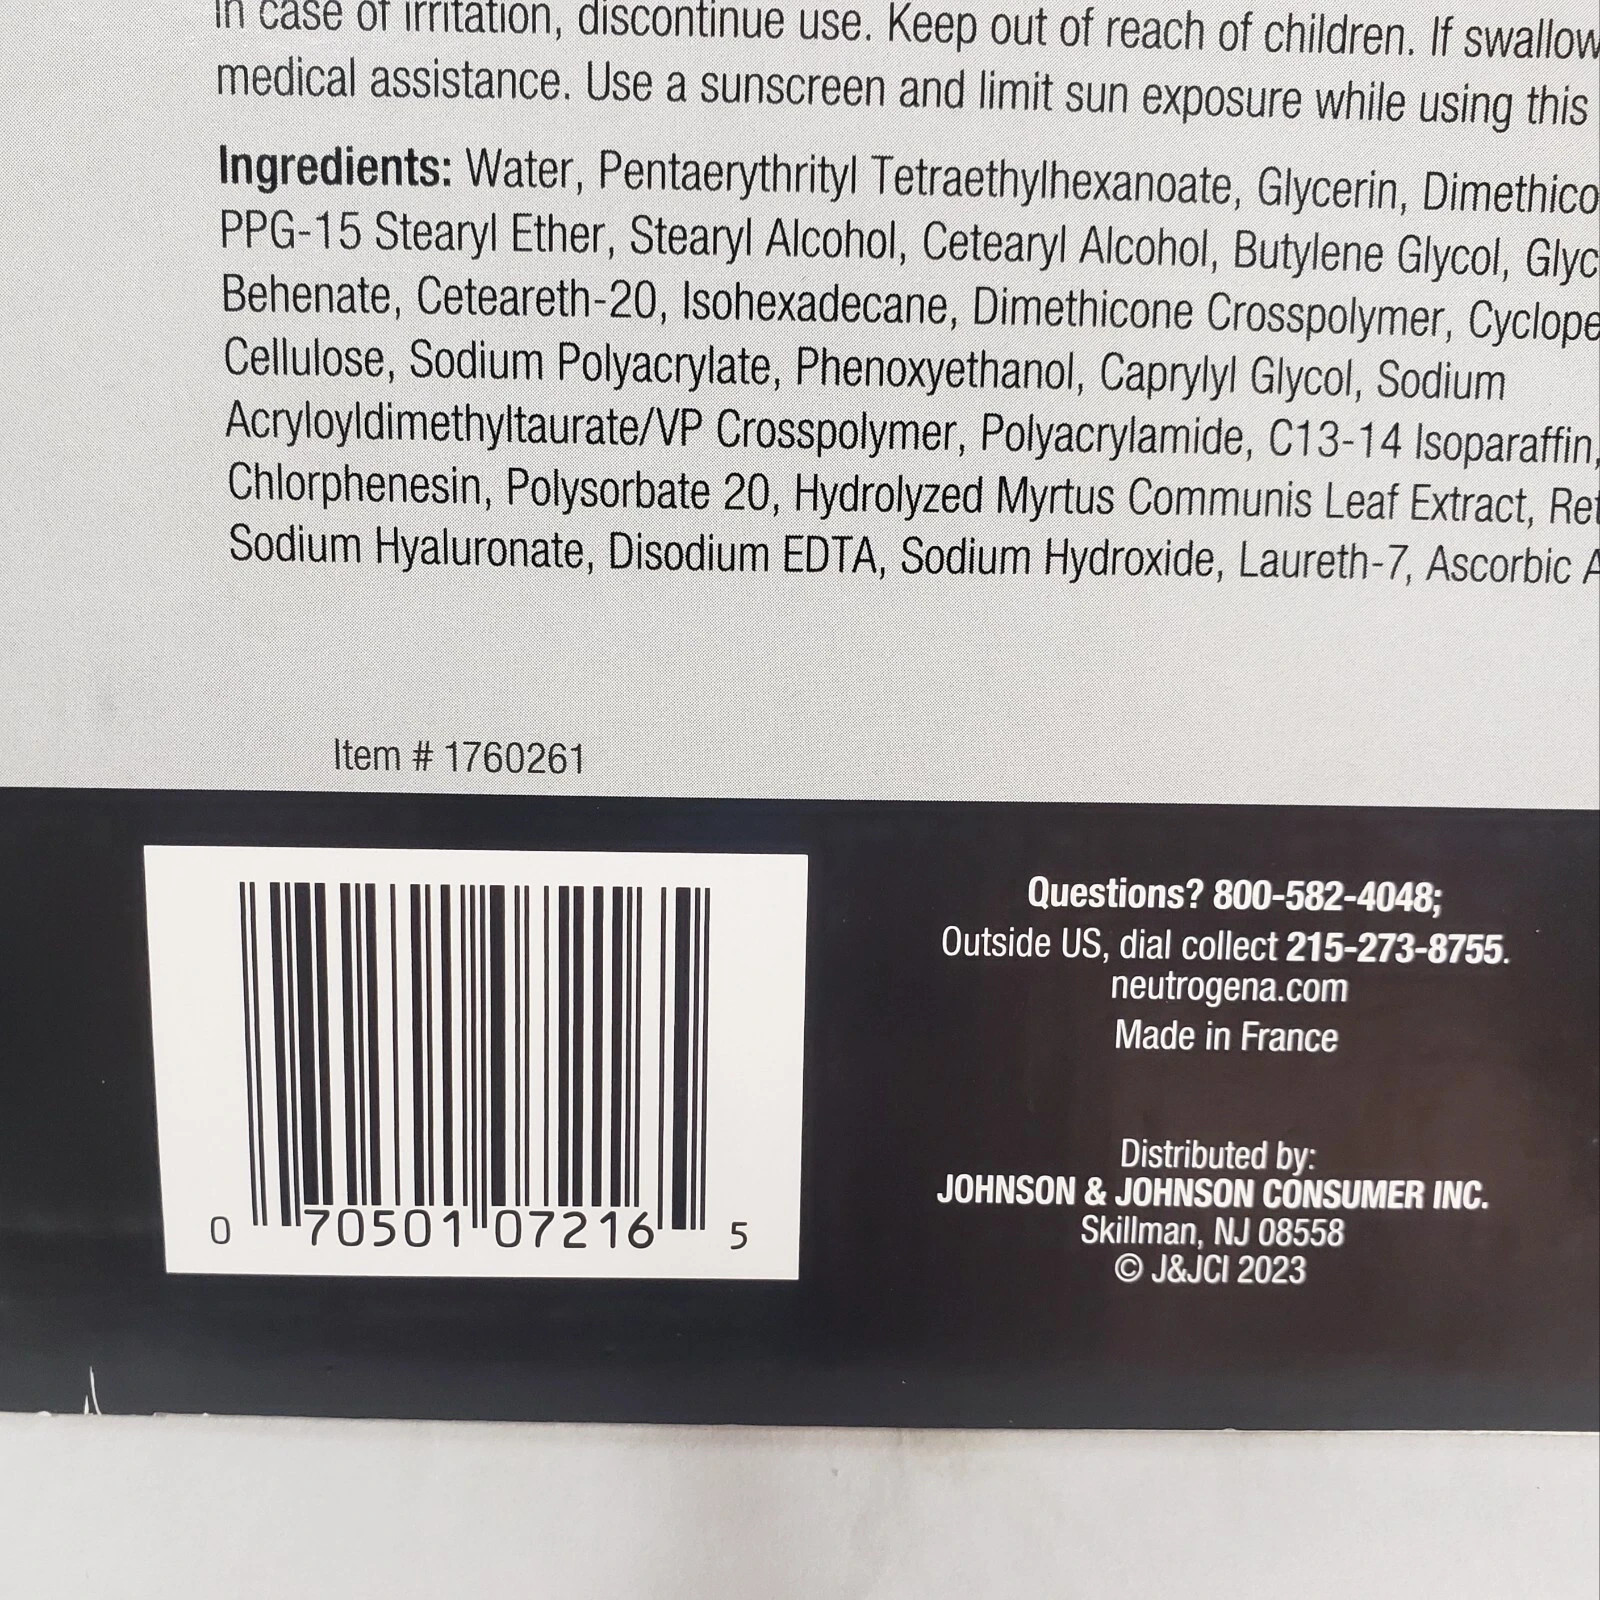 In case of irritation, discontinue use. Keep out of reach of children. If swallow
medical assistance. Use a sunscreen and limit sun exposure while using this
Ingredients: Water, Pentaerythrityl Tetraethylhexanoate, Glycerin, Dimethico
PPG-15 Stearyl Ether, Stearyl Alcohol, Cetearyl Alcohol, Butylene Glycol, Glyc
Behenate, Ceteareth-20, Isohexadecane, Dimethicone Crosspolymer, Cyclope
Cellulose, Sodium Polyacrylate, Phenoxyethanol, Caprylyl Glycol, Sodium
Acryloyldimethyltaurate/VP Crosspolymer, Polyacrylamide, C13-14 Isoparaffin,
Chlorphenesin, Polysorbate 20, Hydrolyzed Myrtus Communis Leaf Extract, Ret
Sodium Hyaluronate, Disodium EDTA, Sodium Hydroxide, Laureth-7, Ascorbic A
Item # 1760261
0 70501 07216 5
Questions? 800-582-4048;
Outside US, dial collect 215-273-8755.
neutrogena.com
Made in France
Distributed by:
JOHNSON & JOHNSON CONSUMER INC.
Skillman, NJ 08558
© J&JCI 2023